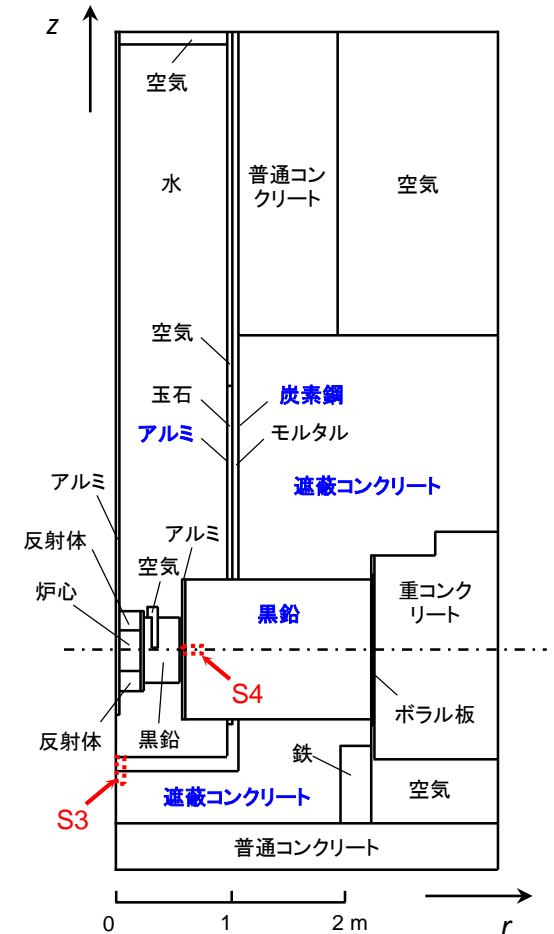 z
空気
水
普通コン
クリート
空気
空気
玉石
炭素鋼
アルミ
モルタル
遮蔽コンクリート
アルミ
反射体
アルミ
空気
炉心
黒鉛
重コンク
リート
S4
ボラル板
反射体
黒鉛
鉄
空気
遮蔽コンクリート
S3
普通コンクリート
0
1
2 m
r